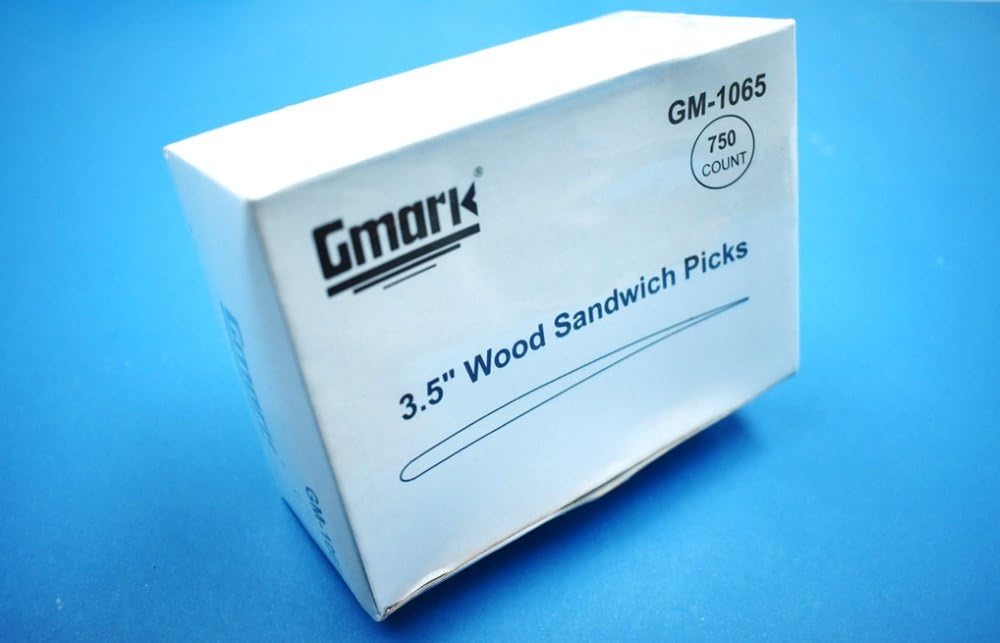 Gmark®
GM-1065
750
COUNT
3.5" Wood Sandwich Picks